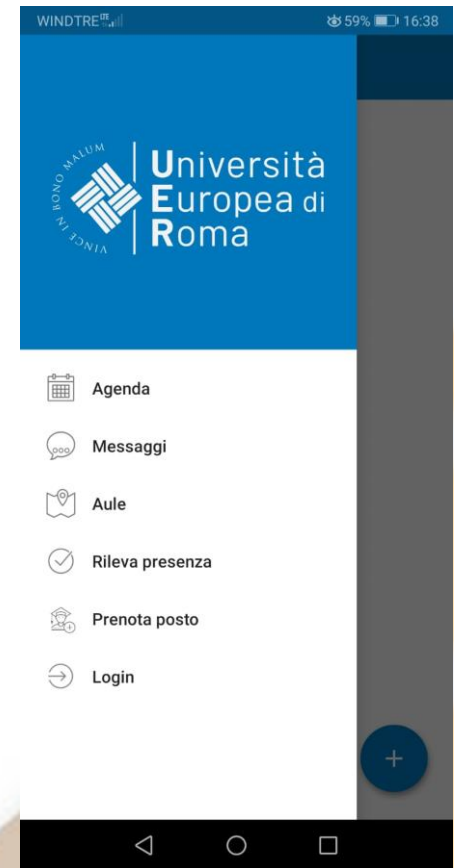 WINDTRE LTE 59% 16:38
VINCE IN BONO MALUM
Università
Europea di
Roma
Agenda
Messaggi
Aule
Rileva presenza
Prenota posto
Login
+